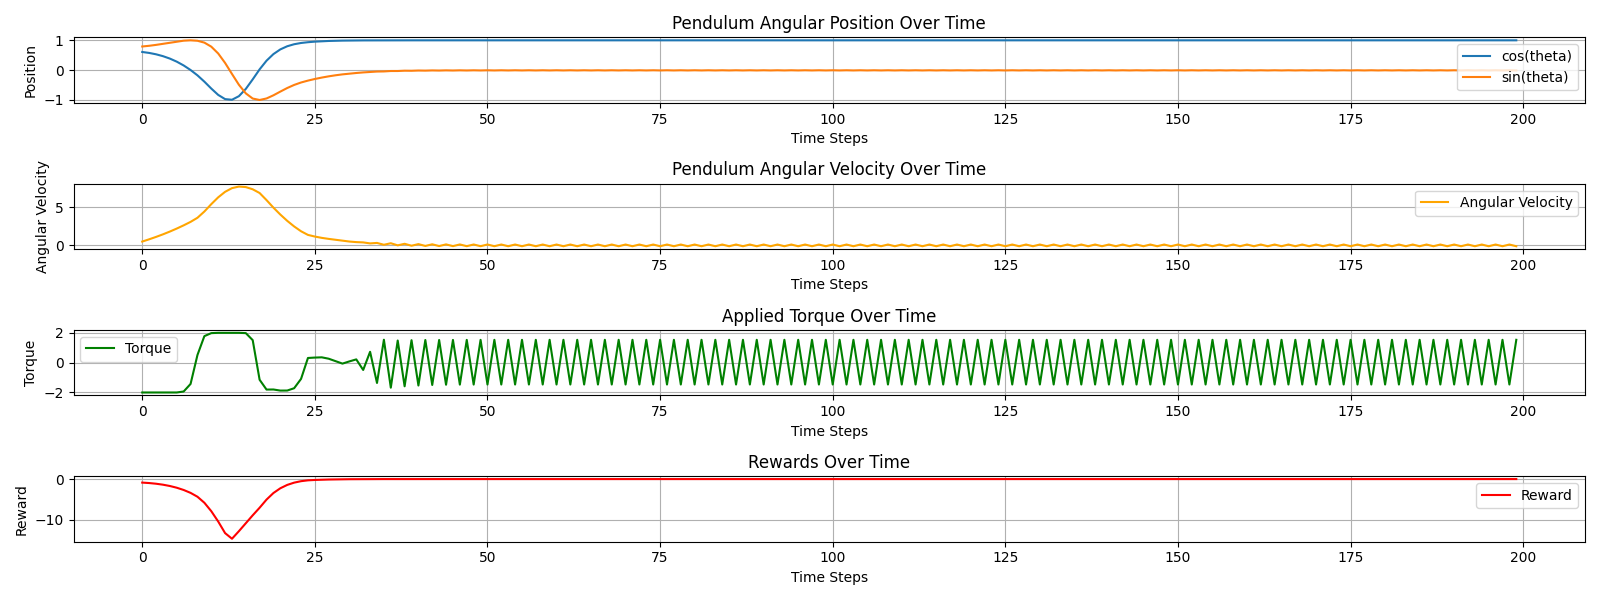 Pendulum Angular Position Over Time
Position
1
0
−1
cos(theta)
sin(theta)
0 25 50 75 100 125 150 175 200
Time Steps
Pendulum Angular Velocity Over Time
Angular Velocity
5
0
Angular Velocity
0 25 50 75 100 125 150 175 200
Time Steps
Applied Torque Over Time
Torque
2
0
−2
Torque
0 25 50 75 100 125 150 175 200
Time Steps
Rewards Over Time
Reward
0
−10
Reward
0 25 50 75 100 125 150 175 200
Time Steps